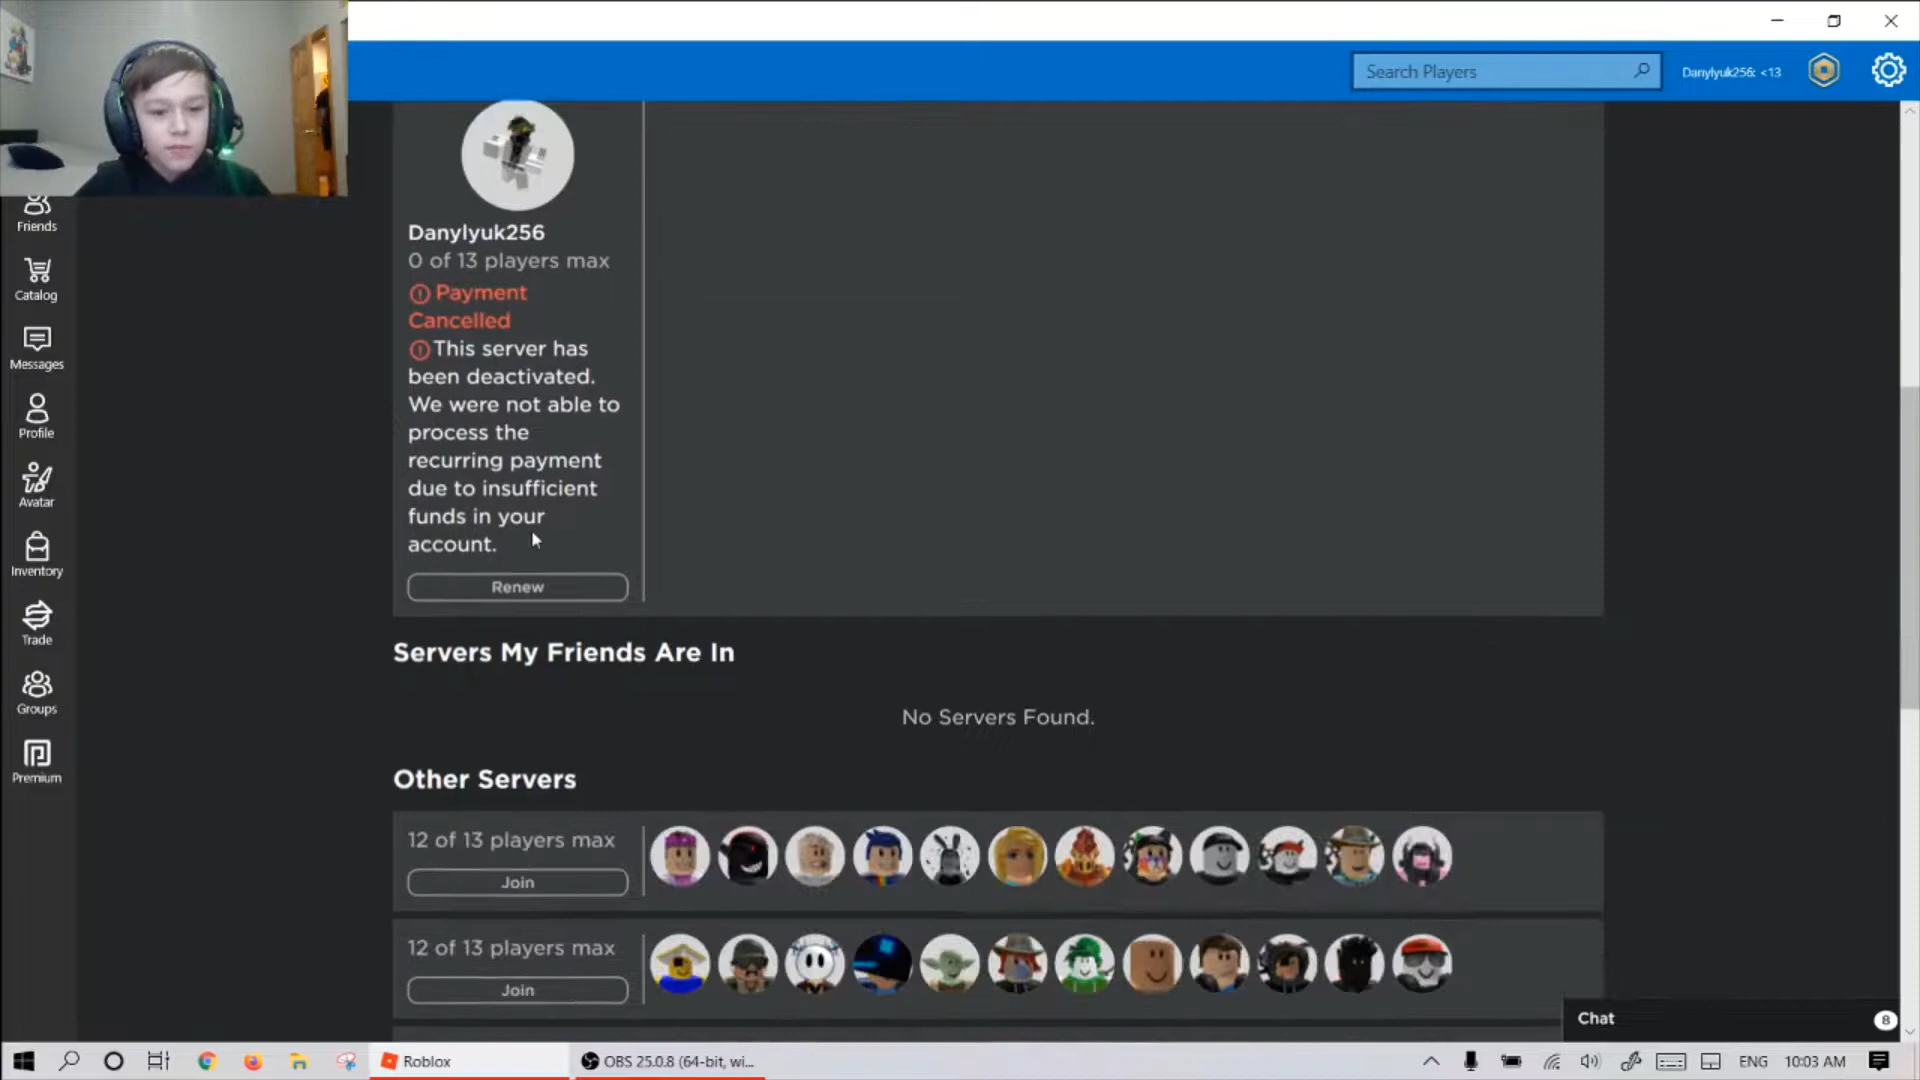 Search Players
Danylyuk256: <13
Friends
Catalog
Messages
Profile
Avatar
Inventory
Trade
Groups
Premium
Danylyuk256
0 of 13 players max
Payment
Cancelled
This server has
been deactivated.
We were not able to
process the
recurring payment
due to insufficient
funds in your
account.
Renew
Servers My Friends Are In
No Servers Found.
Other Servers
12 of 13 players max
Join
12 of 13 players max
Join
Chat
8
Roblox
OBS 25.0.8 (64-bit, wi...
ENG
10:03 AM